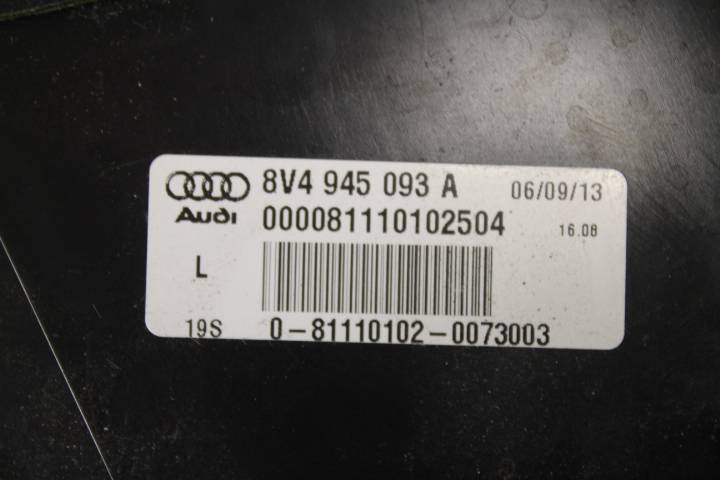 8V4 945 093 A 06/09/13
Audi 000081110102504 16.08
L
19S 0-81110102-0073003